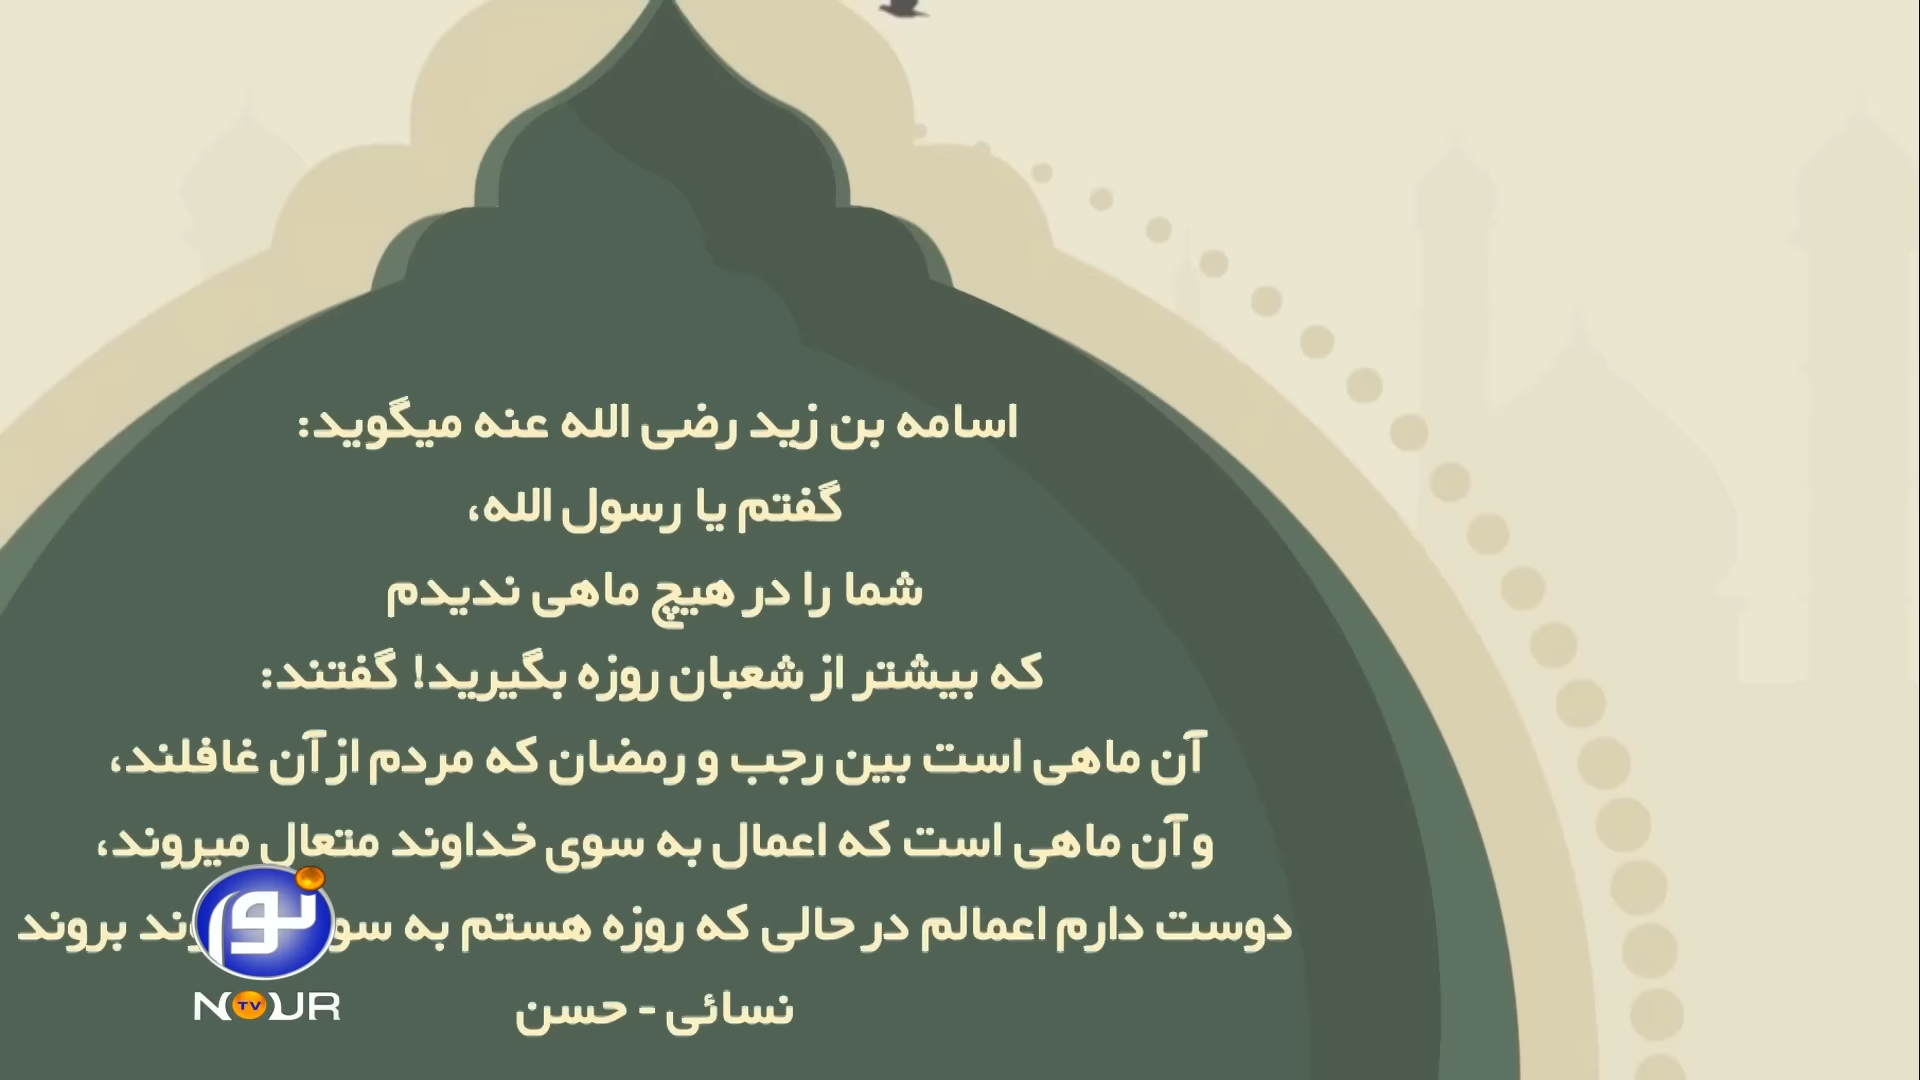 اسامه بن زید رضی الله عنه میگوید:
گفتم یا رسول الله،
شما را در هیچ ماهی ندیدم
که بیشتر از شعبان روزه بگیرید! گفتند:
آن ماهی است بین رجب و رمضان که مردم از آن غافلند،
و آن ماهی است که اعمال به سوی خداوند متعال میروند،
دوست دارم اعمالم در حالی که روزه هستم به بروند
نسائی - حسن
نور
NOUR
TV